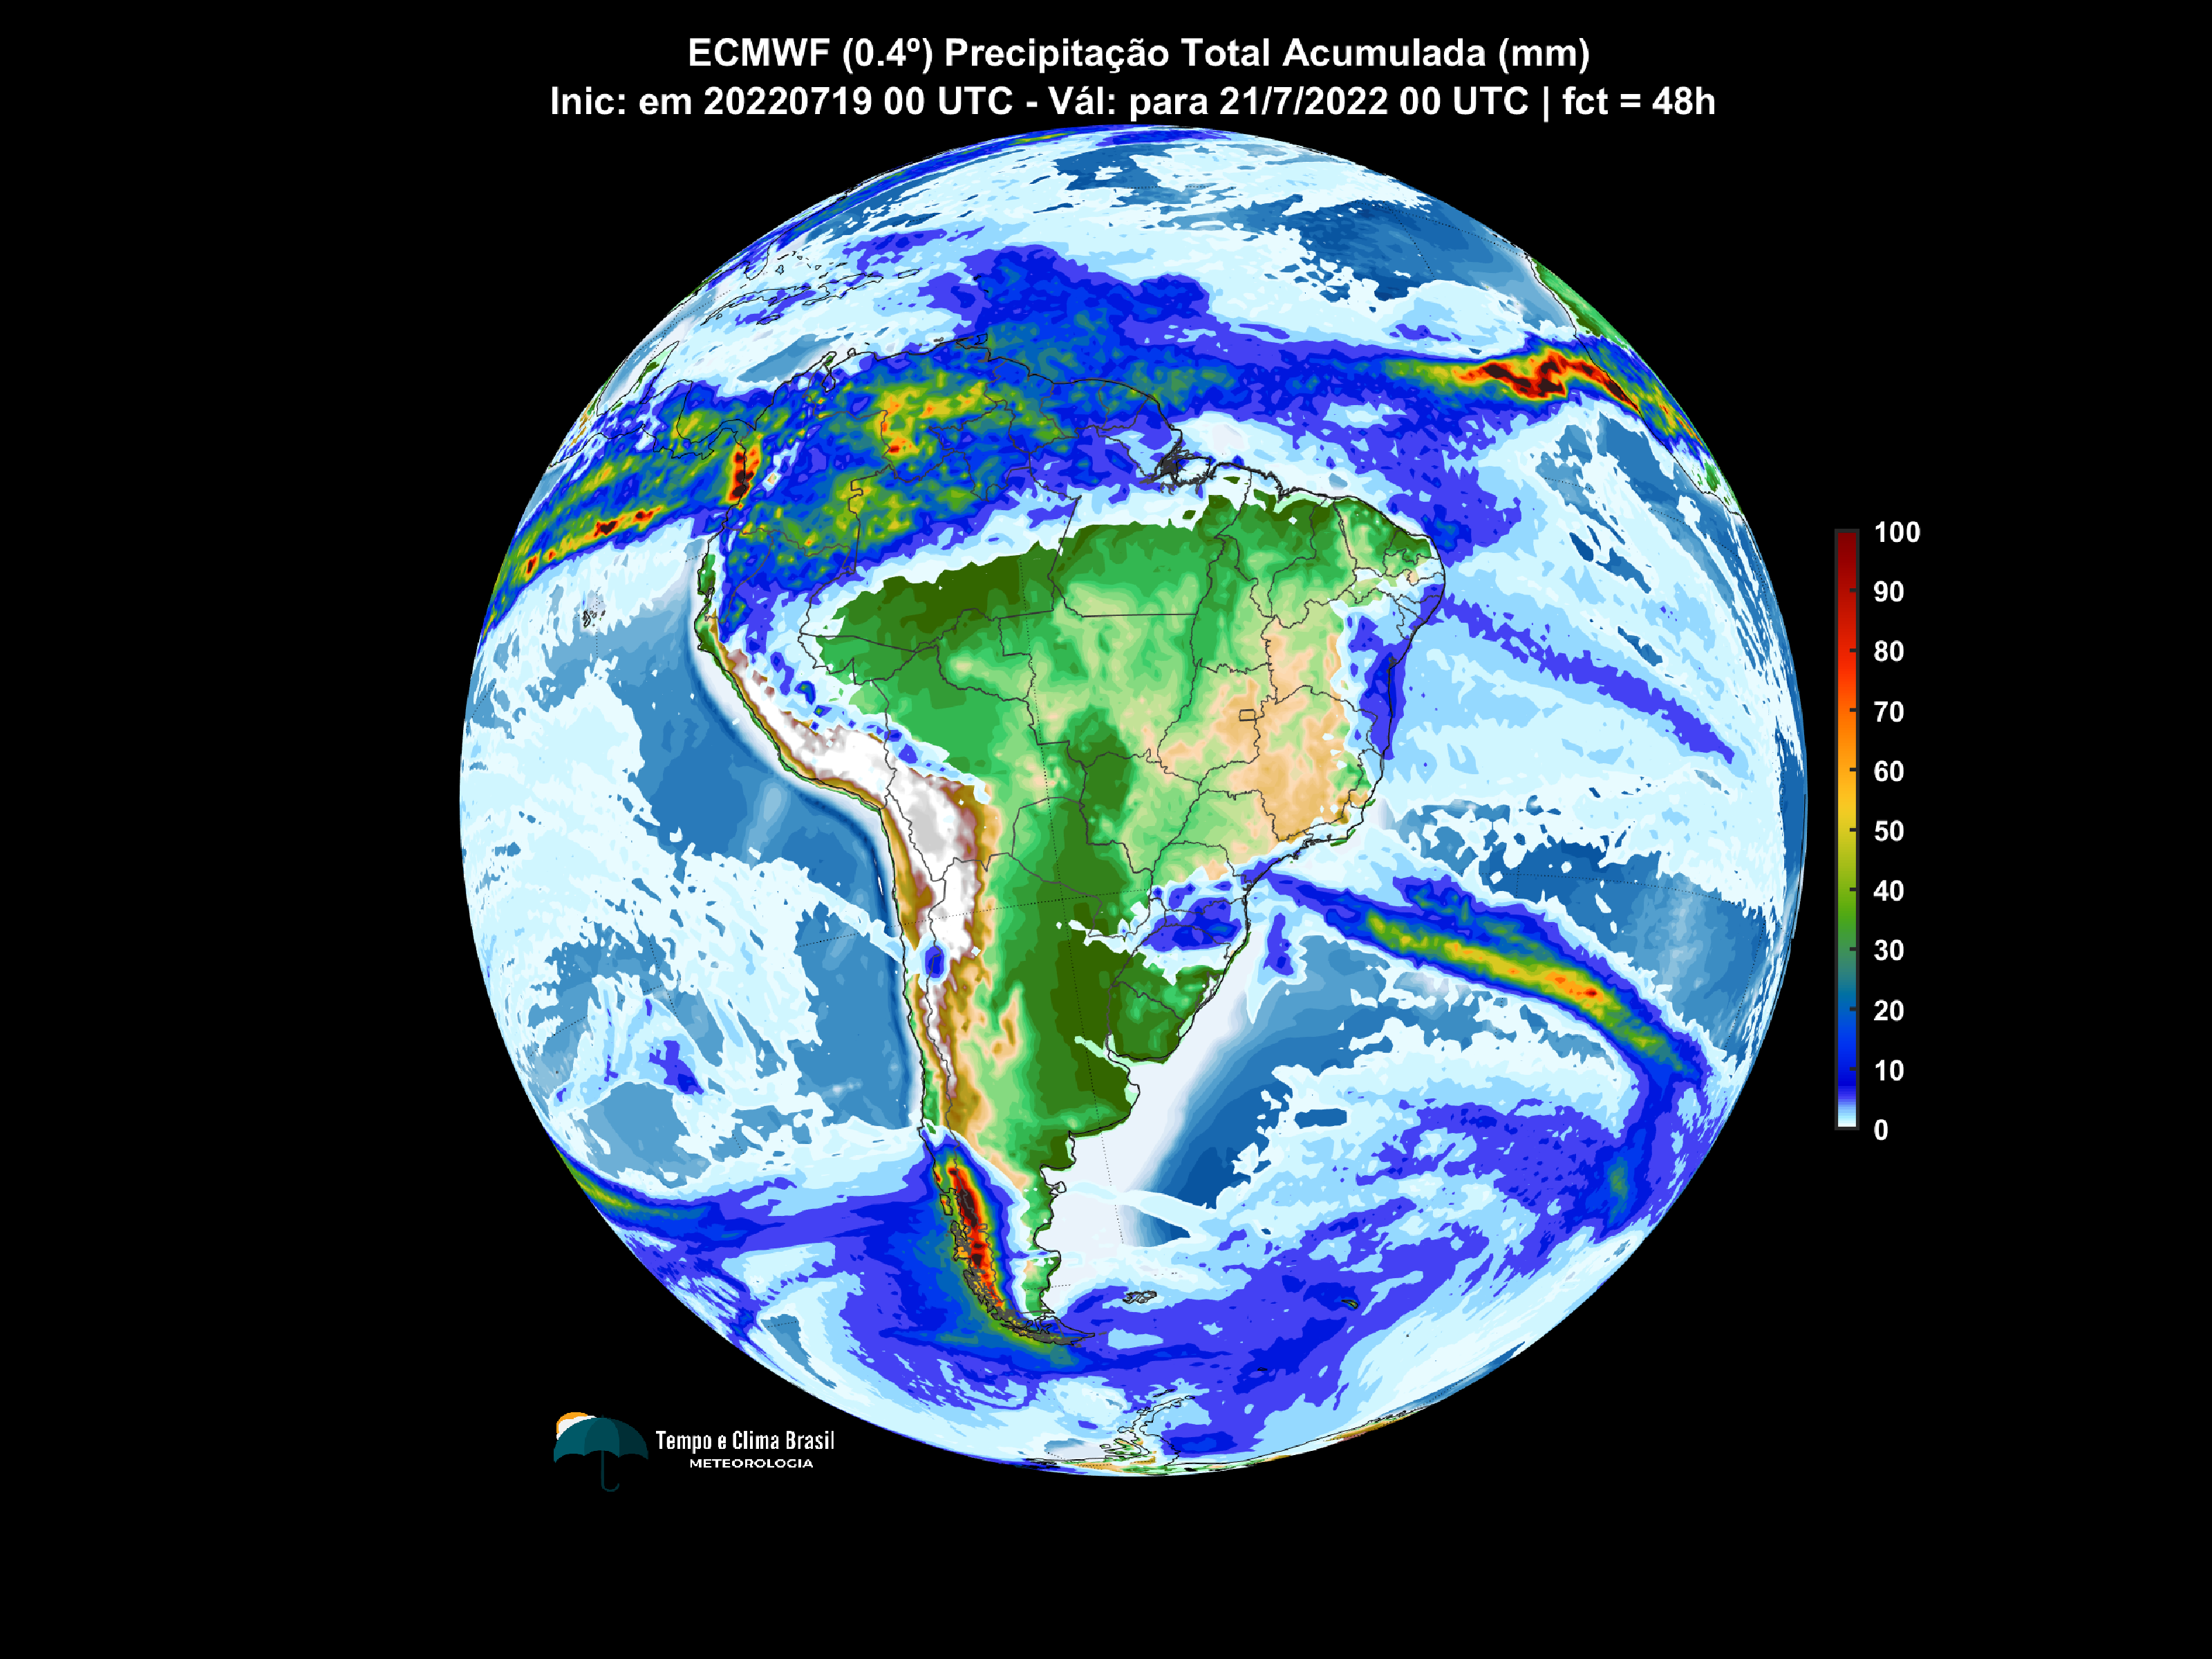 ECMWF (0.4º) Precipitação Total Acumulada (mm)
Inic: em 20220719 00 UTC - Vál: para 21/7/2022 00 UTC | fct = 48h
100
90
80
70
60
50
40
30
20
10
0
Tempo e Clima Brasil
METEOROLOGIA